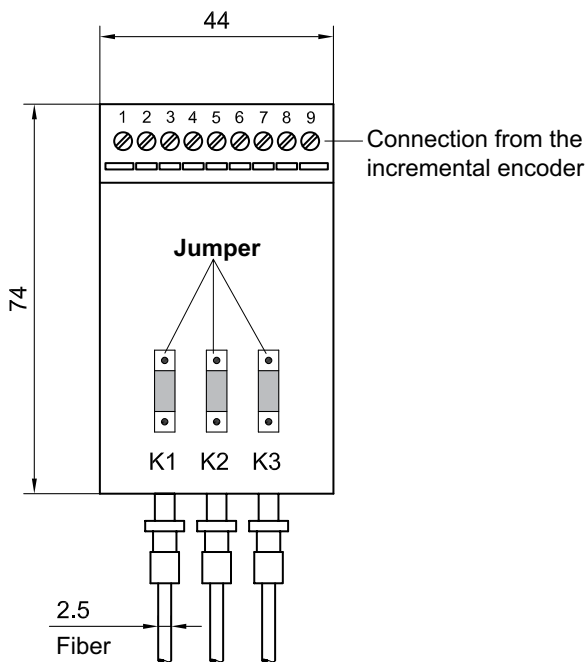 44
1 2 3 4 5 6 7 8 9
Connection from the
incremental encoder
Jumper
74
K1 K2 K3
2.5
Fiber